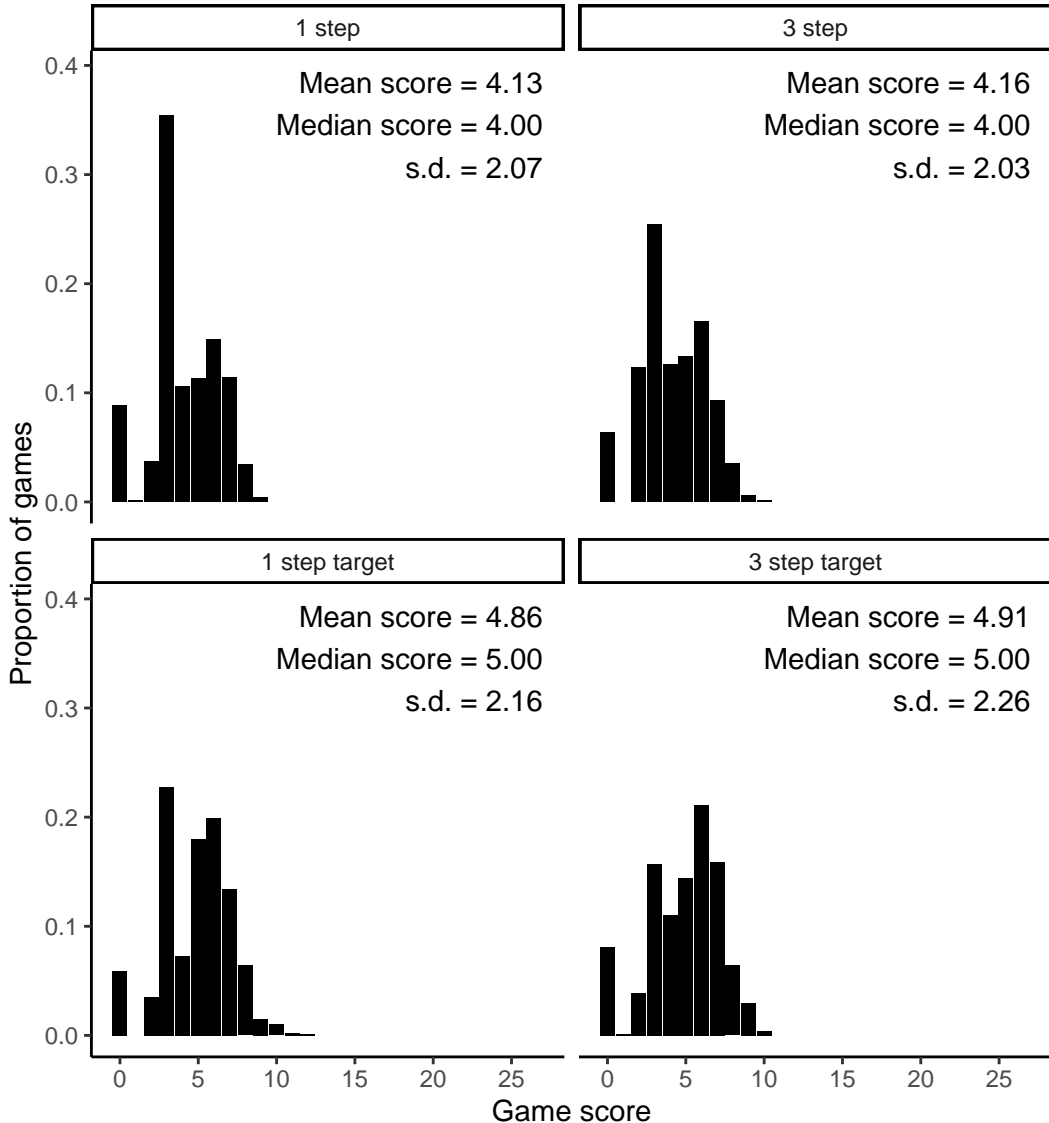 1 step
3 step
0.4
0.3
0.2
0.1
0.0
Mean score = 4.13
Median score = 4.00
s.d. = 2.07
Mean score = 4.16
Median score = 4.00
s.d. = 2.03
Proportion of games
1 step target
3 step target
0.4
0.3
0.2
0.1
0.0
Mean score = 4.86
Median score = 5.00
s.d. = 2.16
Mean score = 4.91
Median score = 5.00
s.d. = 2.26
0 5 10 15 20 25
0 5 10 15 20 25
Game score